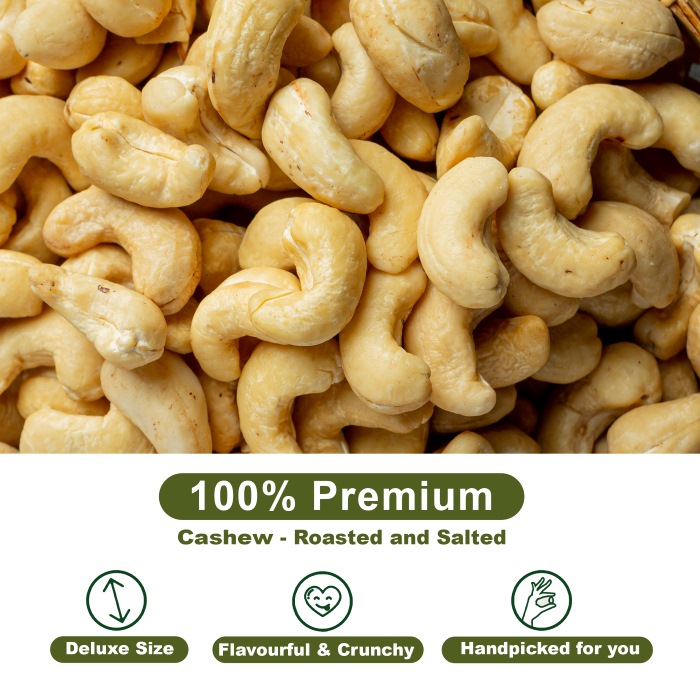 100% Premium
Cashew - Roasted and Salted
Deluxe Size
Flavourful & Crunchy
Handpicked for you